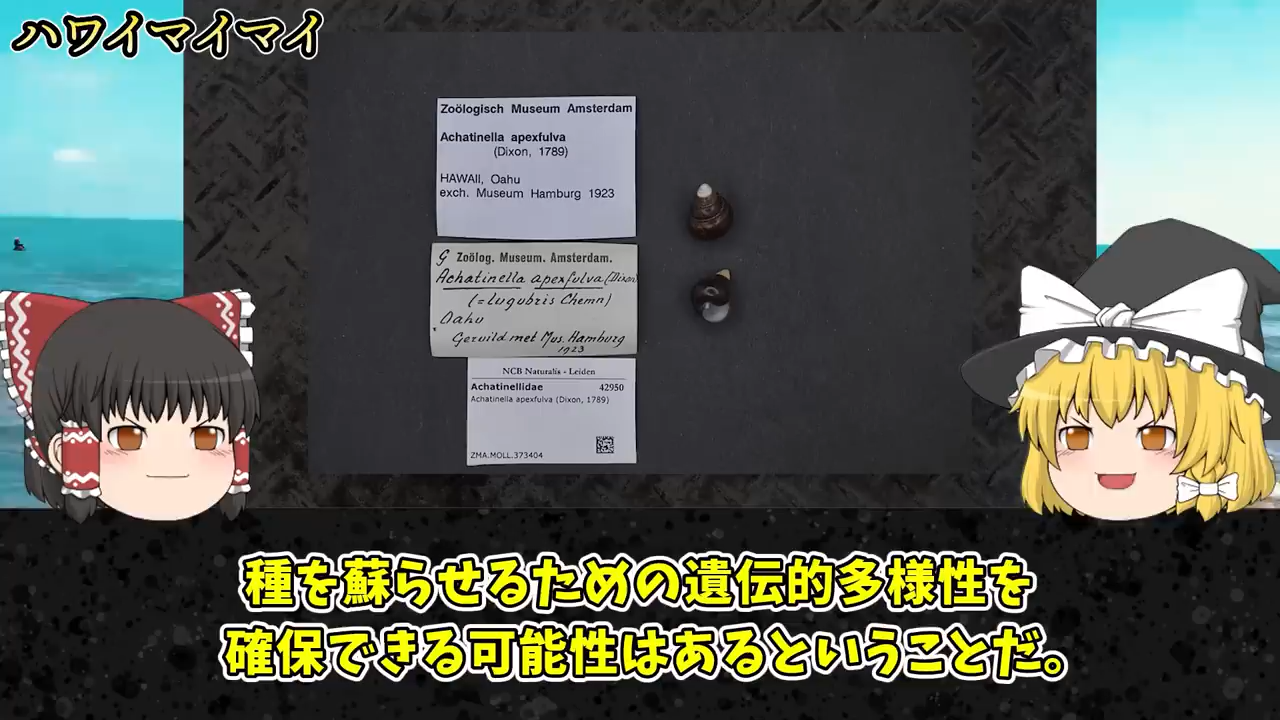 ハワイマイマイ
Zoölogisch Museum Amsterdam
Achatinella apexfulva
(Dixon, 1789)
HAWAII, Oahu
exch. Museum Hamburg 1923
G Zoölog. Museum. Amsterdam.
Achatinella apexfulva (Dixon)
(=Lugubris Chemn)
Oahu
Geruild met Mus. Hamburg
1923
NCB Naturalis - Leiden
Achatinellidae 42950
Achatinella apexfulva (Dixon, 1789)
ZMA.MOLL.373404
種を蘇らせるための遺伝的多様性を
確保できる可能性はあるということだ。